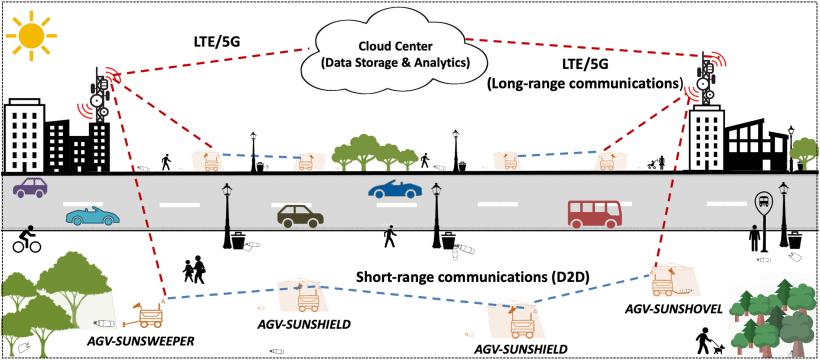 LTE/5G
Cloud Center
(Data Storage & Analytics)
LTE/5G
(Long-range communications)
Short-range communications (D2D)
AGV-SUNSWEEPER
AGV-SUNSHIELD
AGV-SUNSHIELD
AGV-SUNSHOVEL